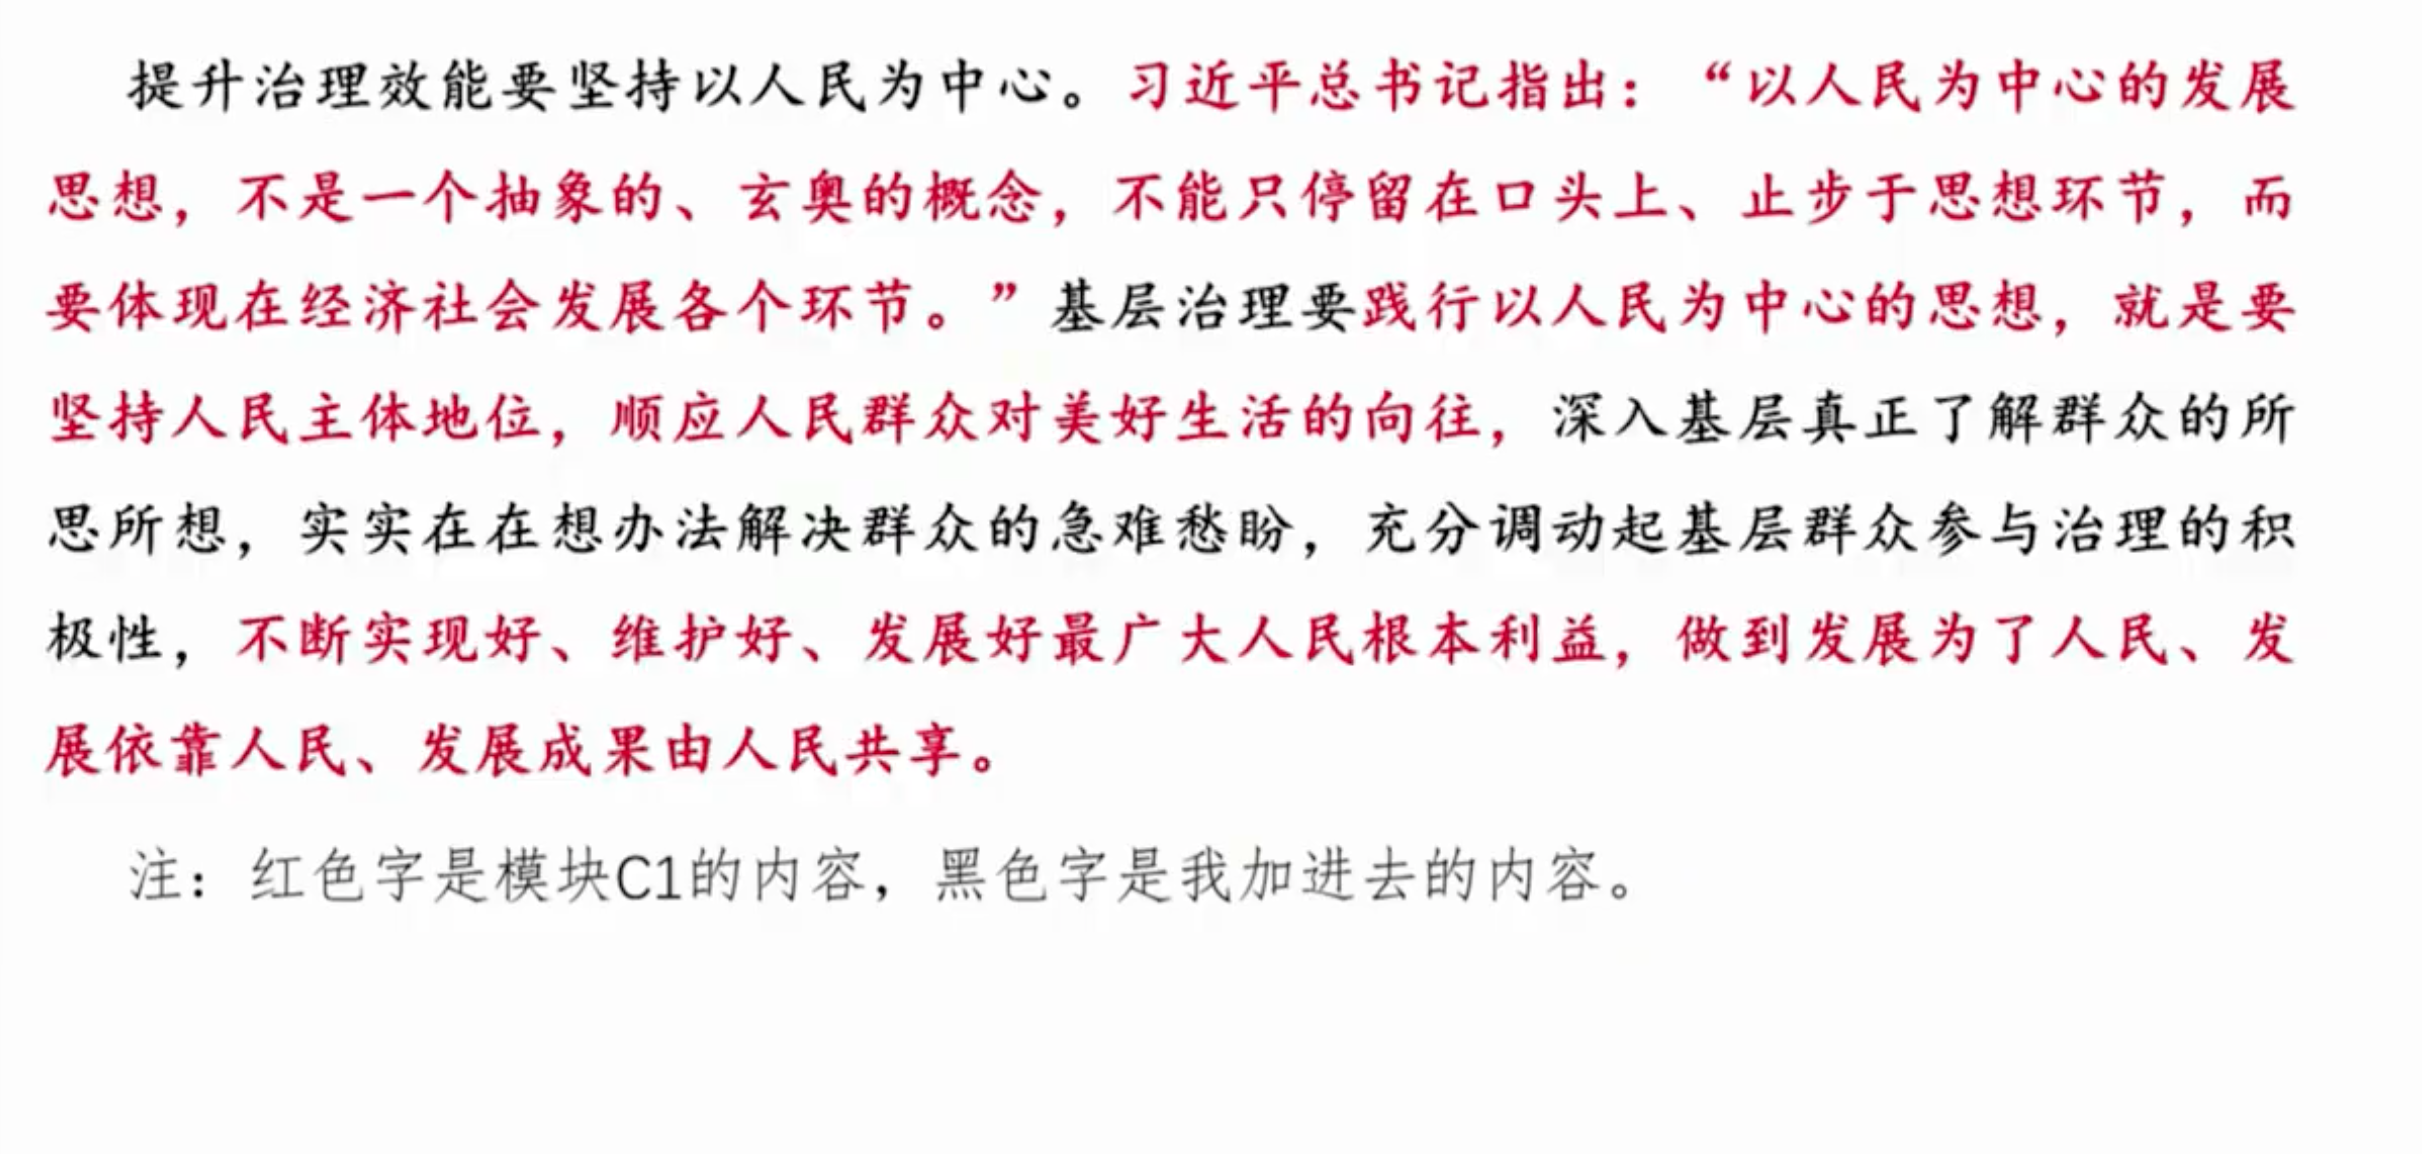 提升治理效能要坚持以人民为中心。习近平总书记指出：“以人民为中心的发展
思想，不是一个抽象的、玄奥的概念，不能只停留在口头上、止步于思想环节，而
要体现在经济社会发展各个环节。”基层治理要践行以人民为中心的思想，就是要
坚持人民主体地位，顺应人民群众对美好生活的向往，深入基层真正了解群众的所
思所想，实实在在想办法解决群众的急难愁盼，充分调动起基层群众参与治理的积
极性，不断实现好、维护好、发展好最广大人民根本利益，做到发展为了人民、发
展依靠人民、发展成果由人民共享。
注：红色字是模块C1的内容，黑色字是我加进去的内容。